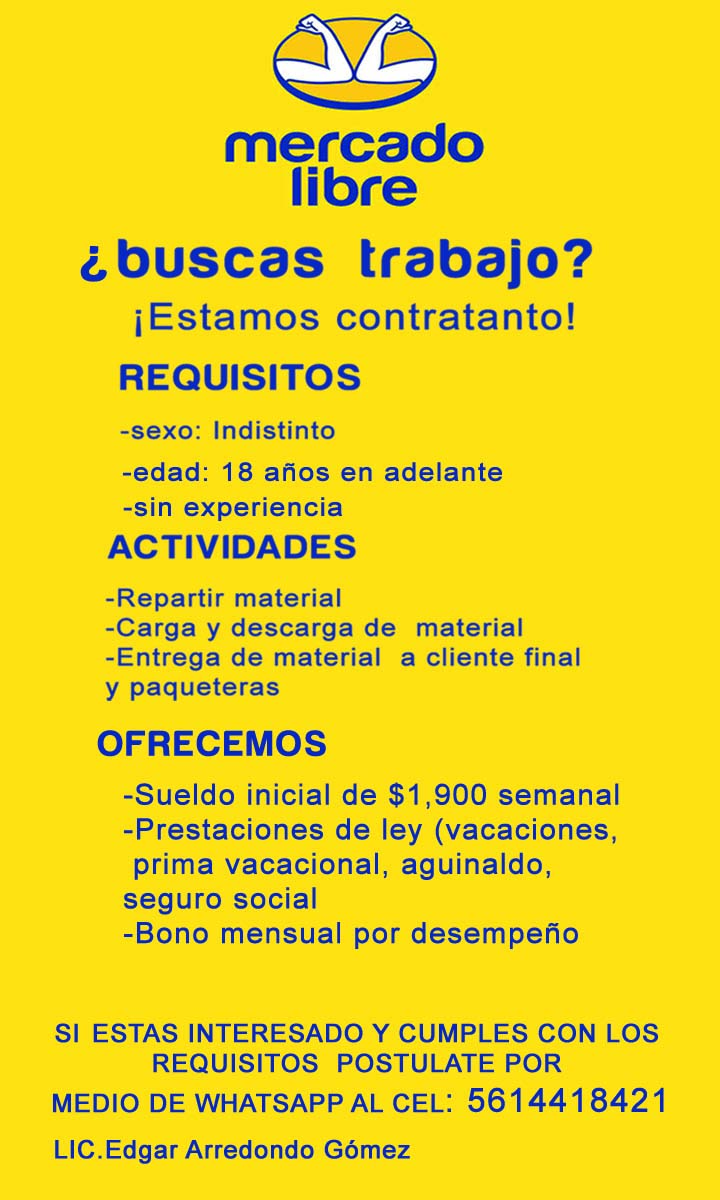 mercado
libre
¿buscas trabajo?
¡Estamos contratanto!
REQUISITOS
-sexo: Indistinto
-edad: 18 años en adelante
-sin experiencia
ACTIVIDADES
-Repartir material
-Carga y descarga de material
-Entrega de material a cliente final
y paqueteras
OFRECEMOS
-Sueldo inicial de $1,900 semanal
-Prestaciones de ley (vacaciones,
prima vacacional, aguinaldo,
seguro social
-Bono mensual por desempeño
SI ESTAS INTERESADO Y CUMPLES CON LOS
REQUISITOS POSTULATE POR
MEDIO DE WHATSAPP AL CEL: 5614418421
LIC.Edgar Arredondo Gómez